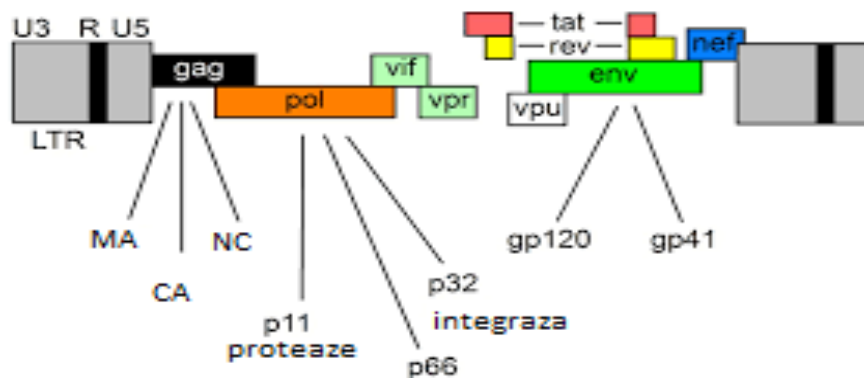 U3 R U5
gag
pol
vif
vpr
tat
rev
nef
env
vpu
LTR
MA
CA
NC
p11
proteaze
p66
p32
integraza
gp120
gp41